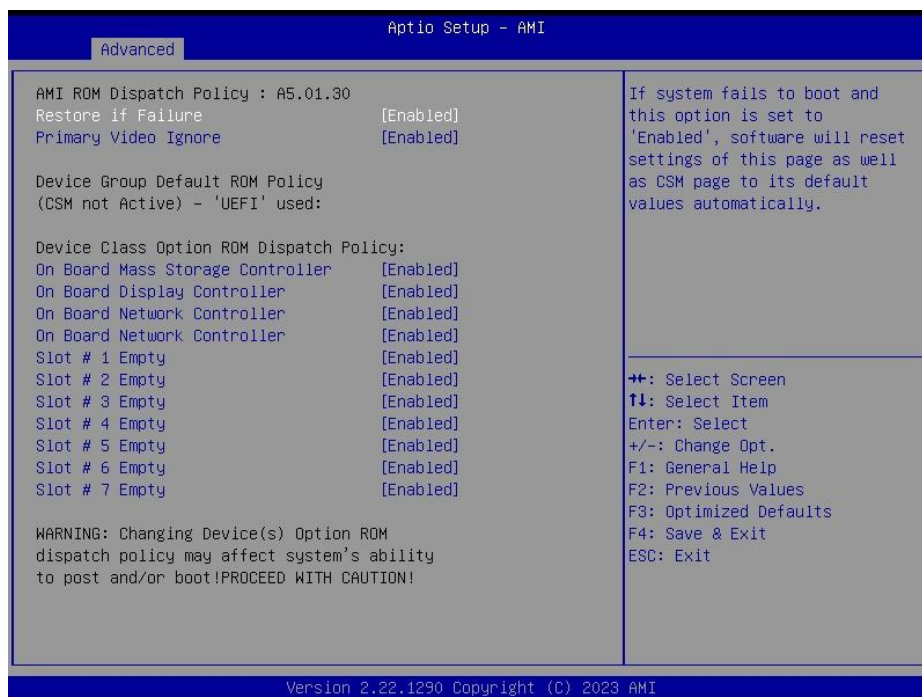 Aptio Setup – AMI
Advanced
AMI ROM Dispatch Policy : A5.01.30
Restore if Failure [Enabled]
Primary Video Ignore [Enabled]
Device Group Default ROM Policy
(CSM not Active) – 'UEFI' used:
Device Class Option ROM Dispatch Policy:
On Board Mass Storage Controller [Enabled]
On Board Display Controller [Enabled]
On Board Network Controller [Enabled]
On Board Network Controller [Enabled]
Slot # 1 Empty [Enabled]
Slot # 2 Empty [Enabled]
Slot # 3 Empty [Enabled]
Slot # 4 Empty [Enabled]
Slot # 5 Empty [Enabled]
Slot # 6 Empty [Enabled]
Slot # 7 Empty [Enabled]
WARNING: Changing Device(s) Option ROM
dispatch policy may affect system's ability
to post and/or boot!PROCEED WITH CAUTION!
If system fails to boot and
this option is set to
'Enabled', software will reset
settings of this page as well
as CSM page to its default
values automatically.
→←: Select Screen
↑↓: Select Item
Enter: Select
+/-: Change Opt.
F1: General Help
F2: Previous Values
F3: Optimized Defaults
F4: Save & Exit
ESC: Exit
Version 2.22.1290 Copyright (C) 2023 AMI